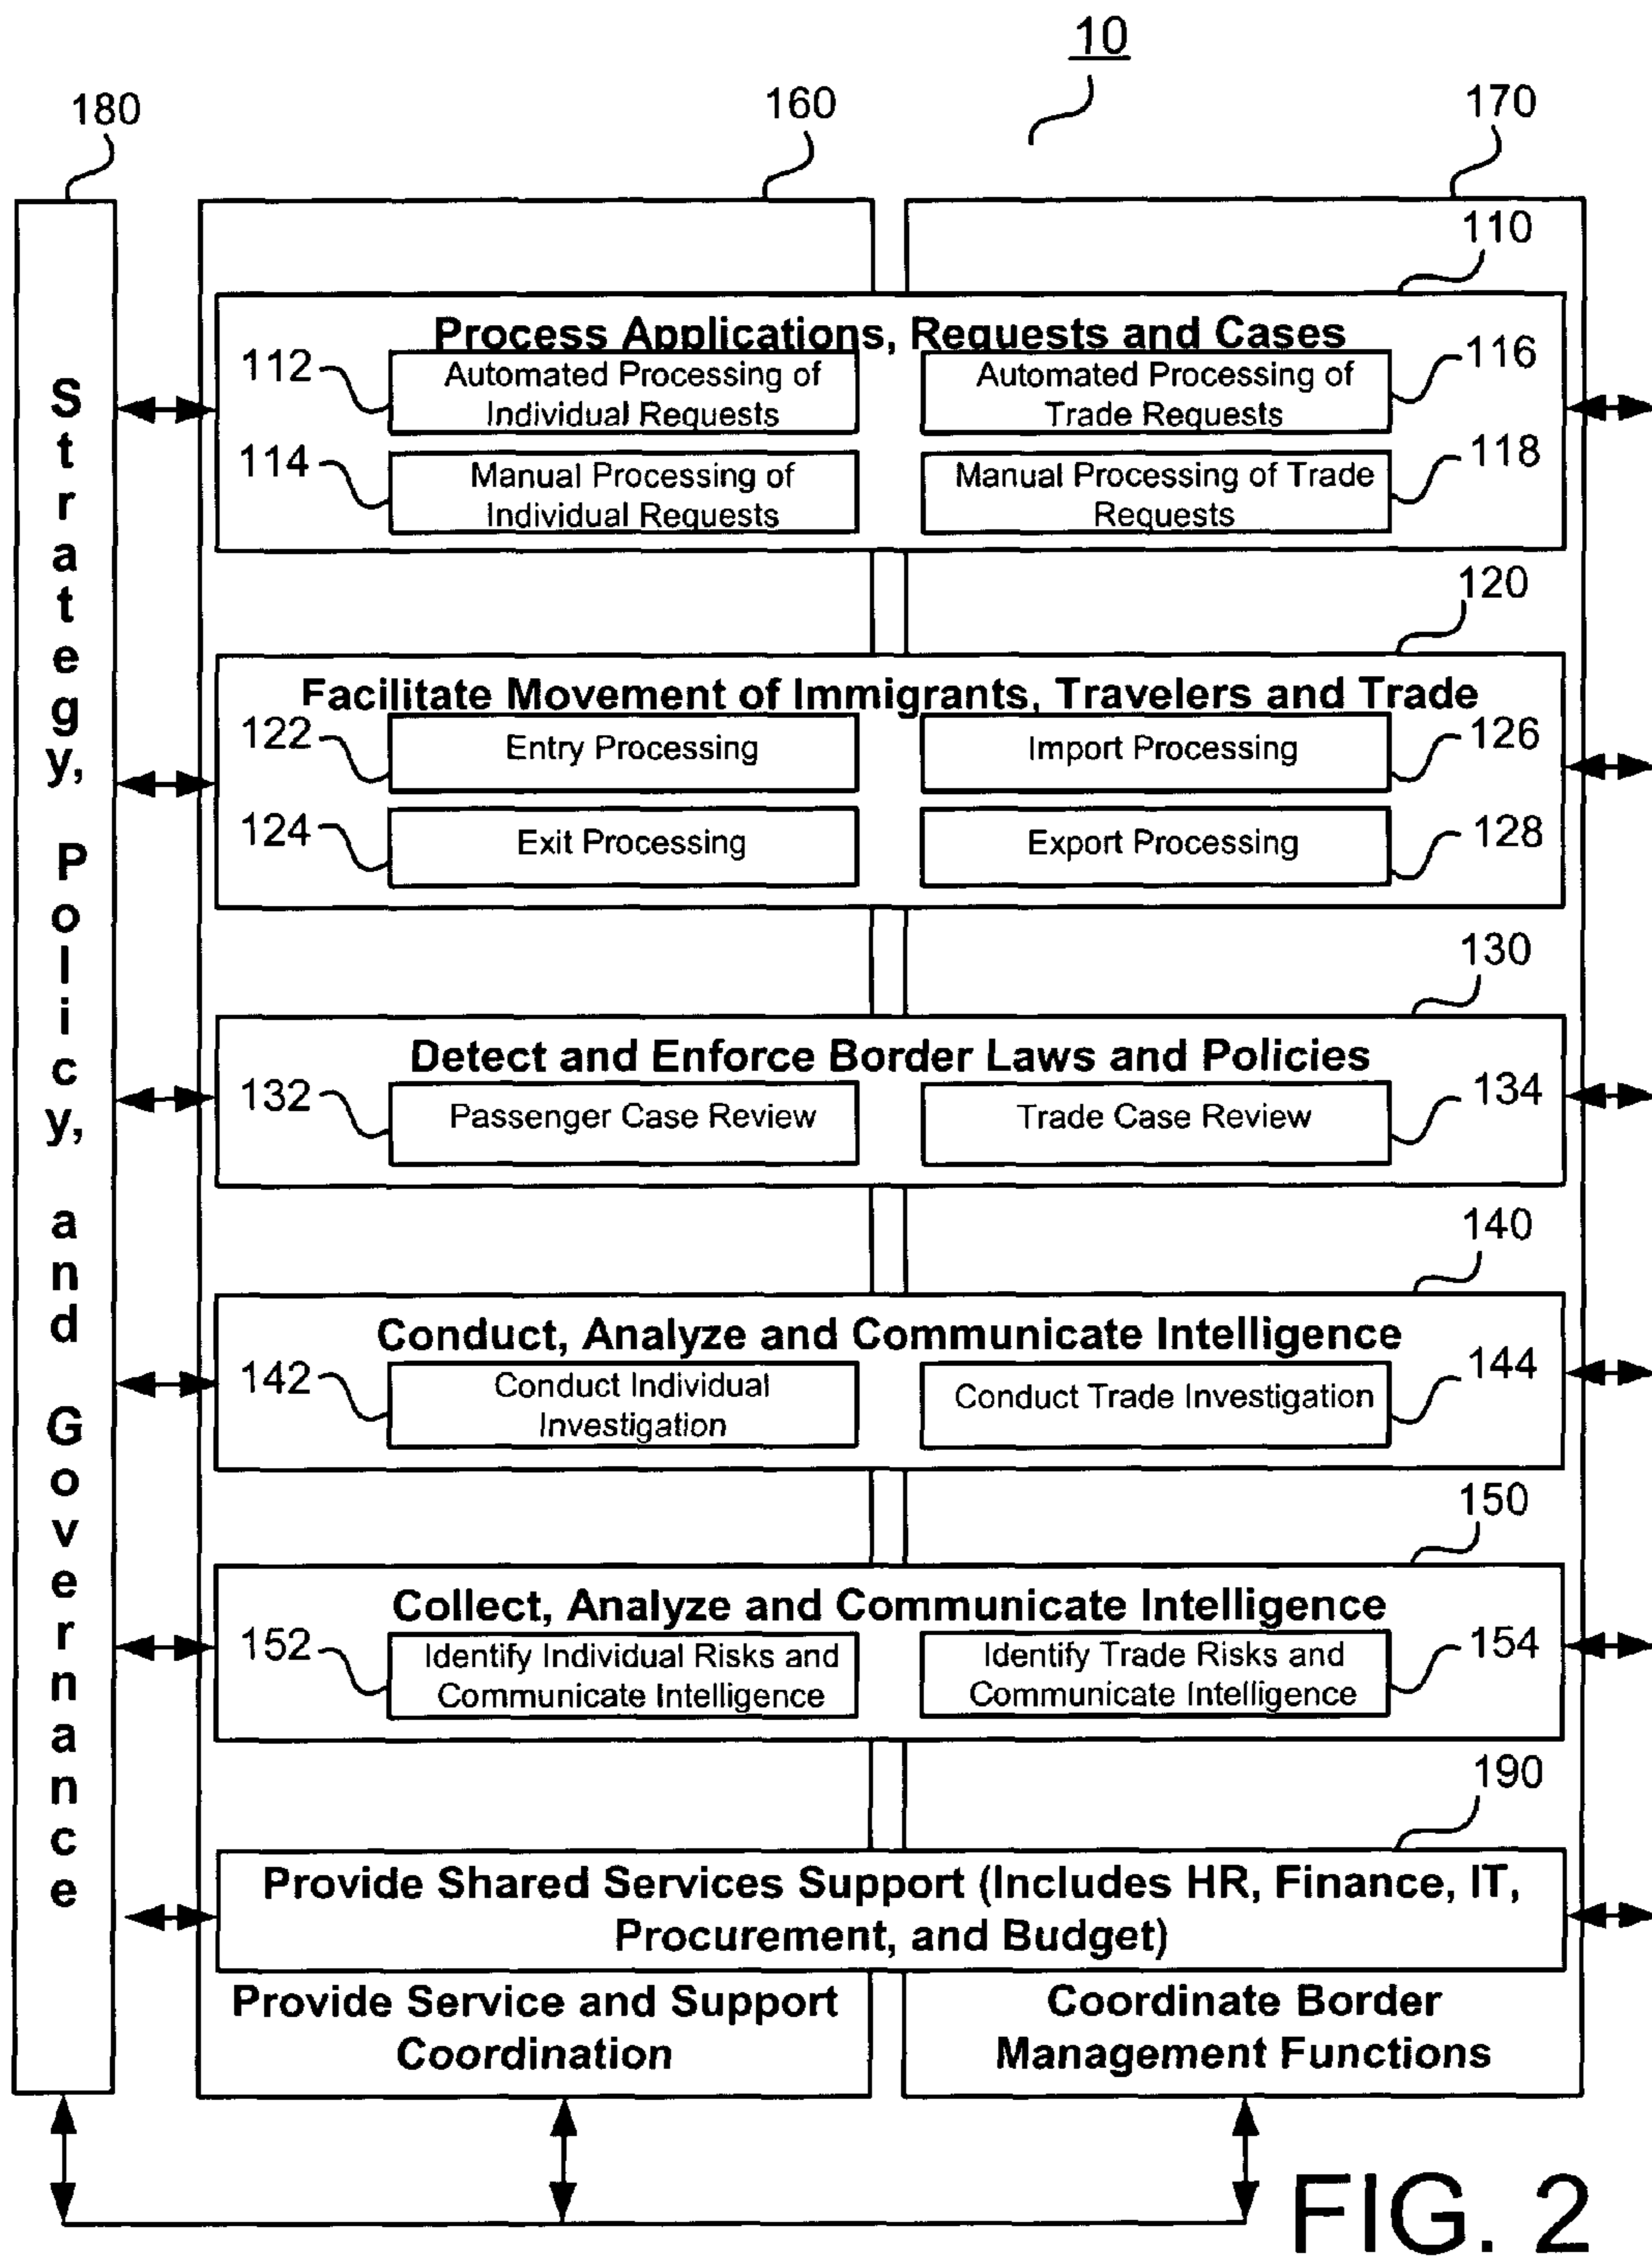 10
180
160
170
110
Process Applications, Requests and Cases
112
Automated Processing of
Individual Requests
Automated Processing of
Trade Requests
116
114
Manual Processing of
Individual Requests
Manual Processing of Trade
Requests
118
120
Facilitate Movement of Immigrants, Travelers and Trade
122
Entry Processing
Import Processing
126
124
Exit Processing
Export Processing
128
130
Detect and Enforce Border Laws and Policies
132
Passenger Case Review
Trade Case Review
134
140
Conduct, Analyze and Communicate Intelligence
142
Conduct Individual
Investigation
Conduct Trade Investigation
144
150
Collect, Analyze and Communicate Intelligence
152
Identify Individual Risks and
Communicate Intelligence
Identify Trade Risks and
Communicate Intelligence
154
190
Provide Shared Services Support (Includes HR, Finance, IT,
Procurement, and Budget)
Provide Service and Support
Coordination
Coordinate Border
Management Functions
Strategy, Policy, and Governance
FIG. 2